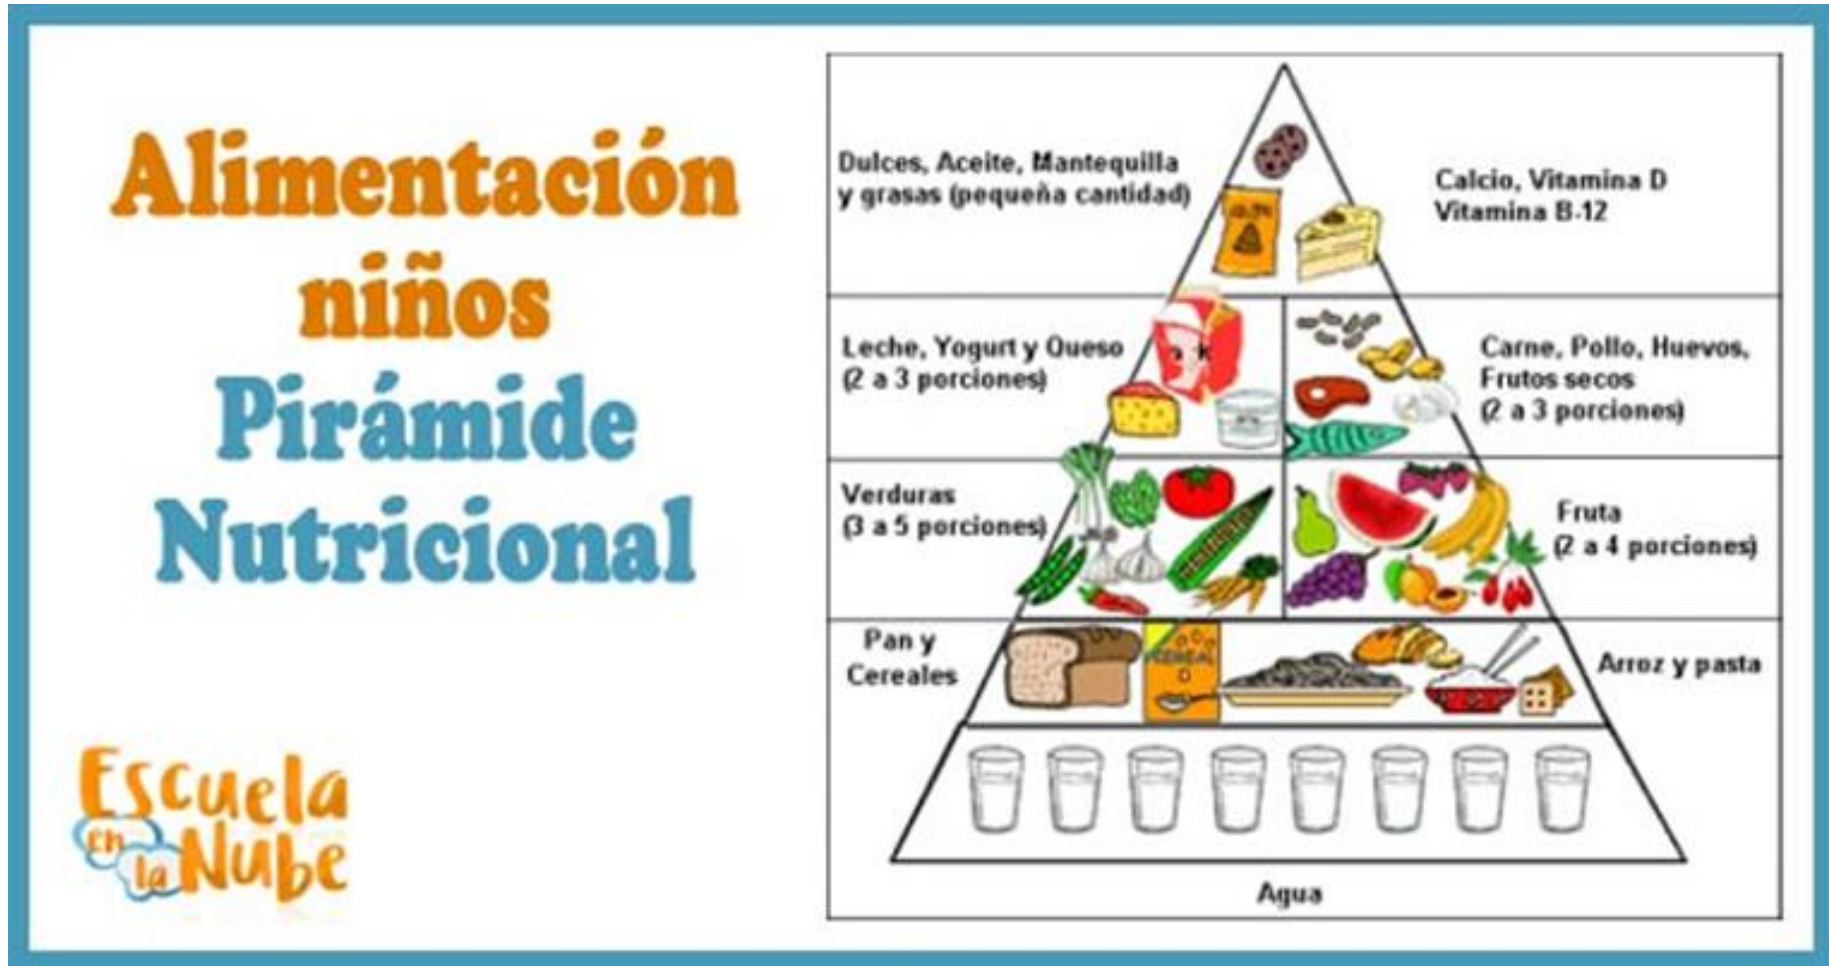 Alimentación
niños
Pirámide
Nutricional
Escuela
en
la Nube
Dulces, Aceite, Mantequilla
y grasas (pequeña cantidad)
Calcio, Vitamina D
Vitamina B-12
Leche, Yogurt y Queso
(2 a 3 porciones)
Carne, Pollo, Huevos,
Frutos secos
(2 a 3 porciones)
Verduras
(3 a 5 porciones)
Fruta
(2 a 4 porciones)
Pan y
Cereales
CEREAL
Arroz y pasta
Agua